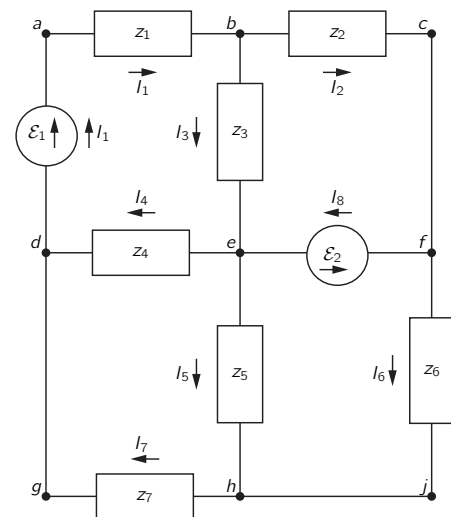 a z₁ b z₂ c
I₁ I₂
ℰ₁ I₁ I₃ z₃
I₄ I₈
d z₄ e ℰ₂ f
I₅ z₅ I₆ z₆
I₇
g z₇ h j